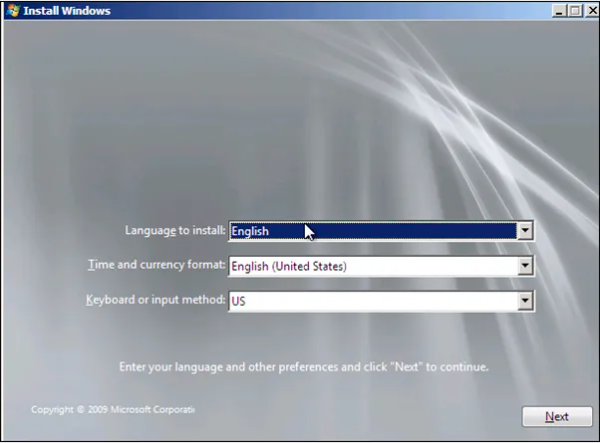 Install Windows
Language to install: English
Time and currency format: English (United States)
Keyboard or input method: US
Enter your language and other preferences and click "Next" to continue.
Copyright © 2009 Microsoft Corporati
Next